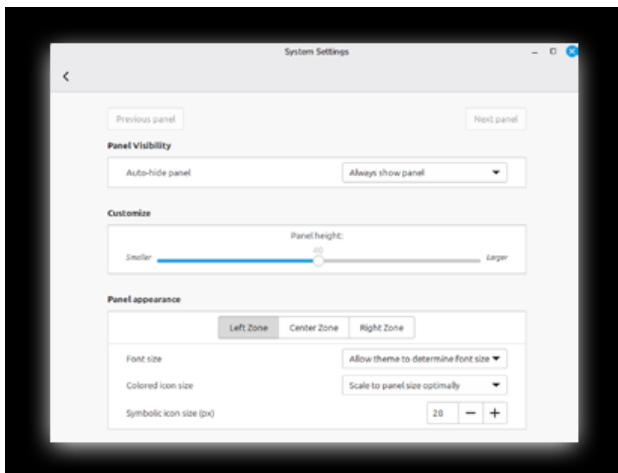 System Settings
Previous panel Next panel
Panel Visibility
Auto-hide panel Always show panel
Customize
Panel height:
40
Smaller Larger
Panel appearance
Left Zone Center Zone Right Zone
Font size Allow theme to determine font size
Colored icon size Scale to panel size optimally
Symbolic icon size (px) 28